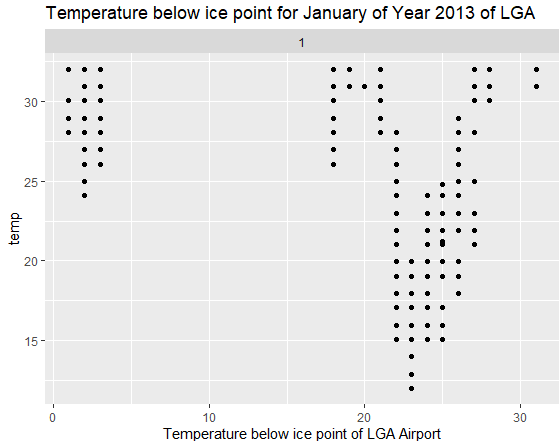 Temperature below ice point for January of Year 2013 of LGA
1
30
25
temp
20
15
0 10 20 30
Temperature below ice point of LGA Airport